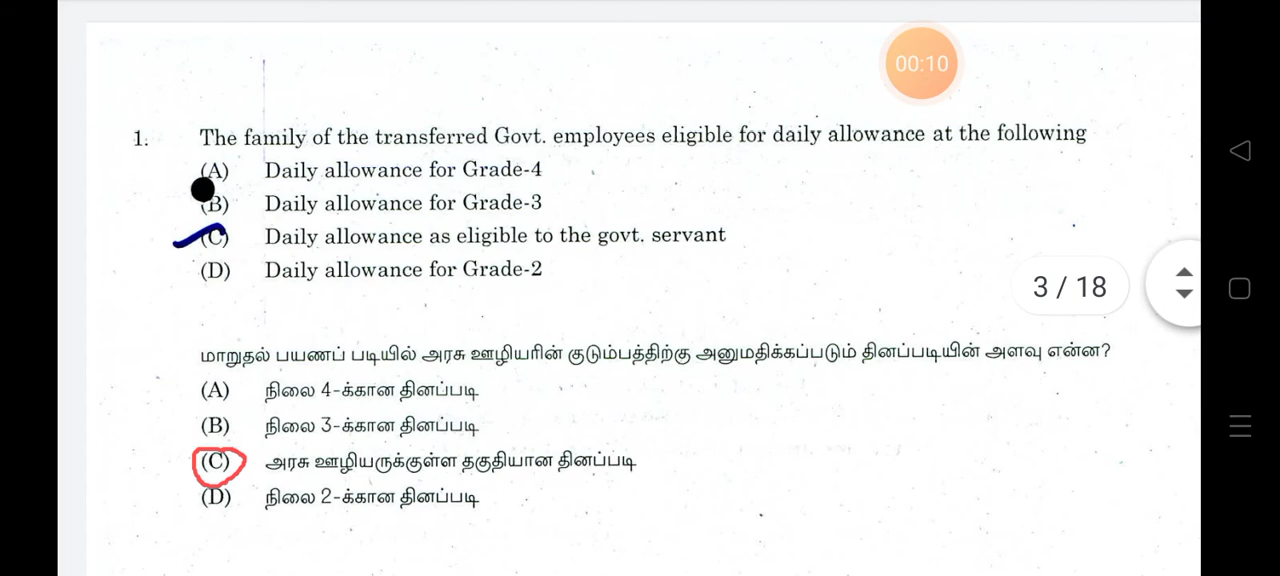 00:10
1. The family of the transferred Govt. employees eligible for daily allowance at the following
(A) Daily allowance for Grade-4
(B) Daily allowance for Grade-3
(C) Daily allowance as eligible to the govt. servant
(D) Daily allowance for Grade-2
3 / 18
மாறுதல் பயணப் படியில் அரசு ஊழியரின் குடும்பத்திற்கு அனுமதிக்கப்படும் தினப்படியின் அளவு என்ன?
(A) நிலை 4-க்கான தினப்படி
(B) நிலை 3-க்கான தினப்படி
(C) அரசு ஊழியருக்குள்ள தகுதியான தினப்படி
(D) நிலை 2-க்கான தினப்படி